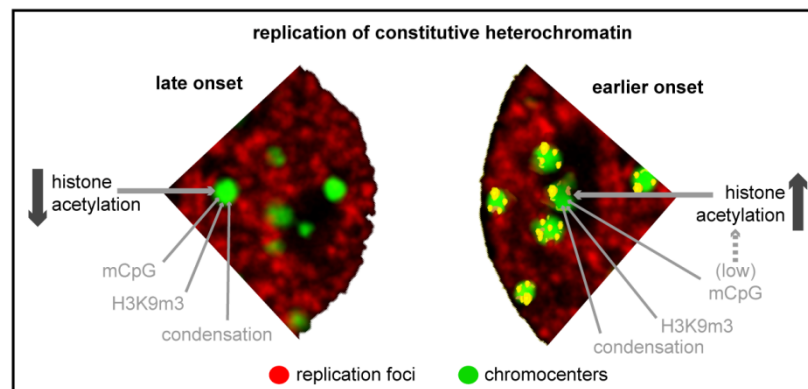 replication of constitutive heterochromatin
late onset
earlier onset
histone
acetylation
mCpG
H3K9m3
condensation
histone
acetylation
(low)
mCpG
H3K9m3
condensation
replication foci
chromocenters